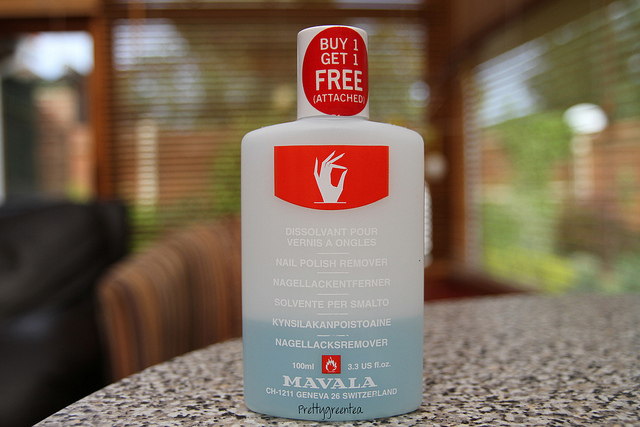 BUY 1
GET 1
FREE
(ATTACHED)
DISSOLVANT POUR
VERNIS A ONGLES
NAIL POLISH REMOVER
NAGELLACKENTFERNER
SOLVENTE PER SMALTO
KYNSILAKANPOISTOAINE
NAGELLACKSREMOVER
100ml 3.3 US fl.oz.
MAVALA
CH-1211 GENEVA 26 SWITZERLAND
Prettygreentea